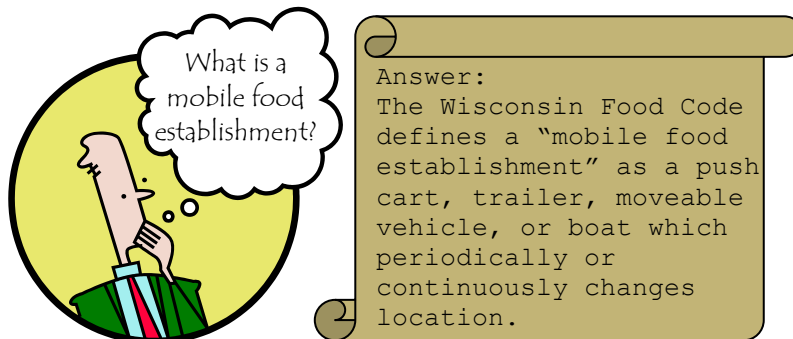 What is a
mobile food
establishment?
Answer:
The Wisconsin Food Code
defines a “mobile food
establishment” as a push
cart, trailer, moveable
vehicle, or boat which
periodically or
continuously changes
location.